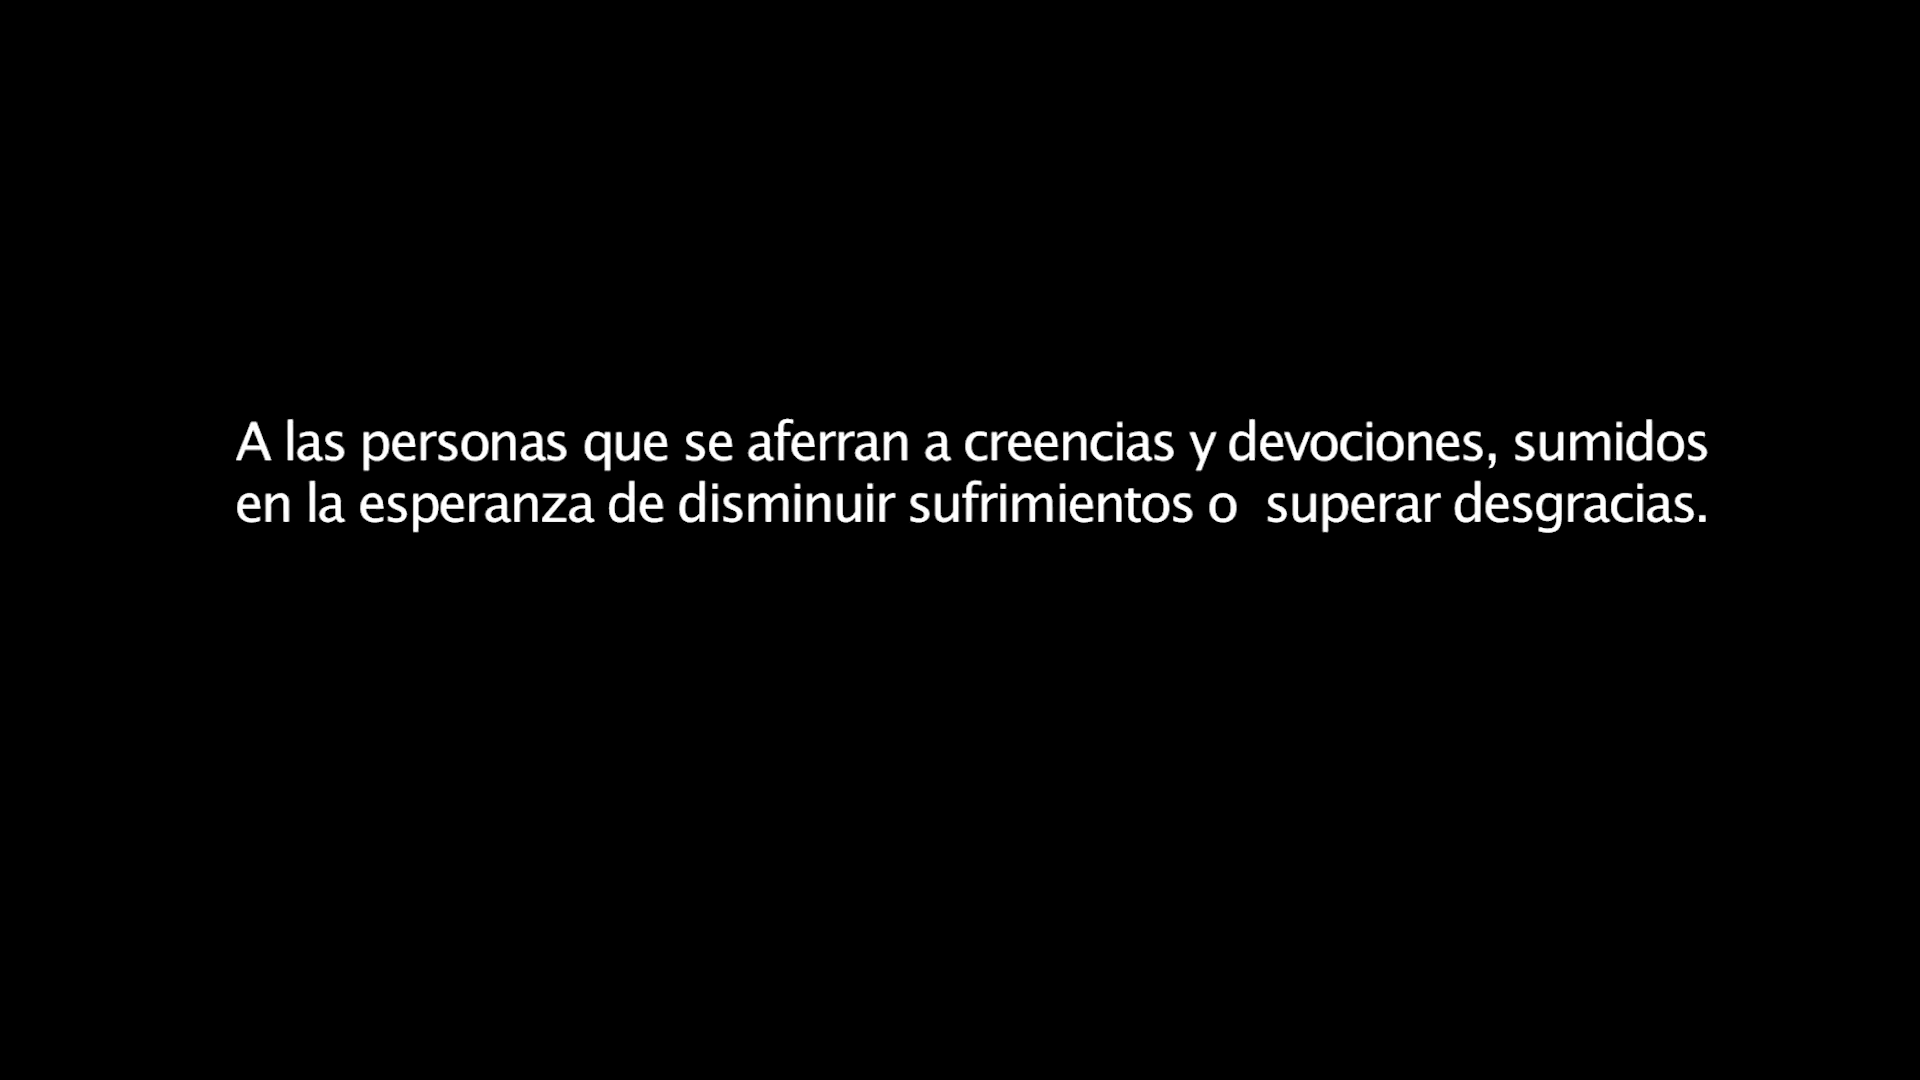 A las personas que se aferran a creencias y devociones, sumidos
en la esperanza de disminuir sufrimientos o  superar desgracias.